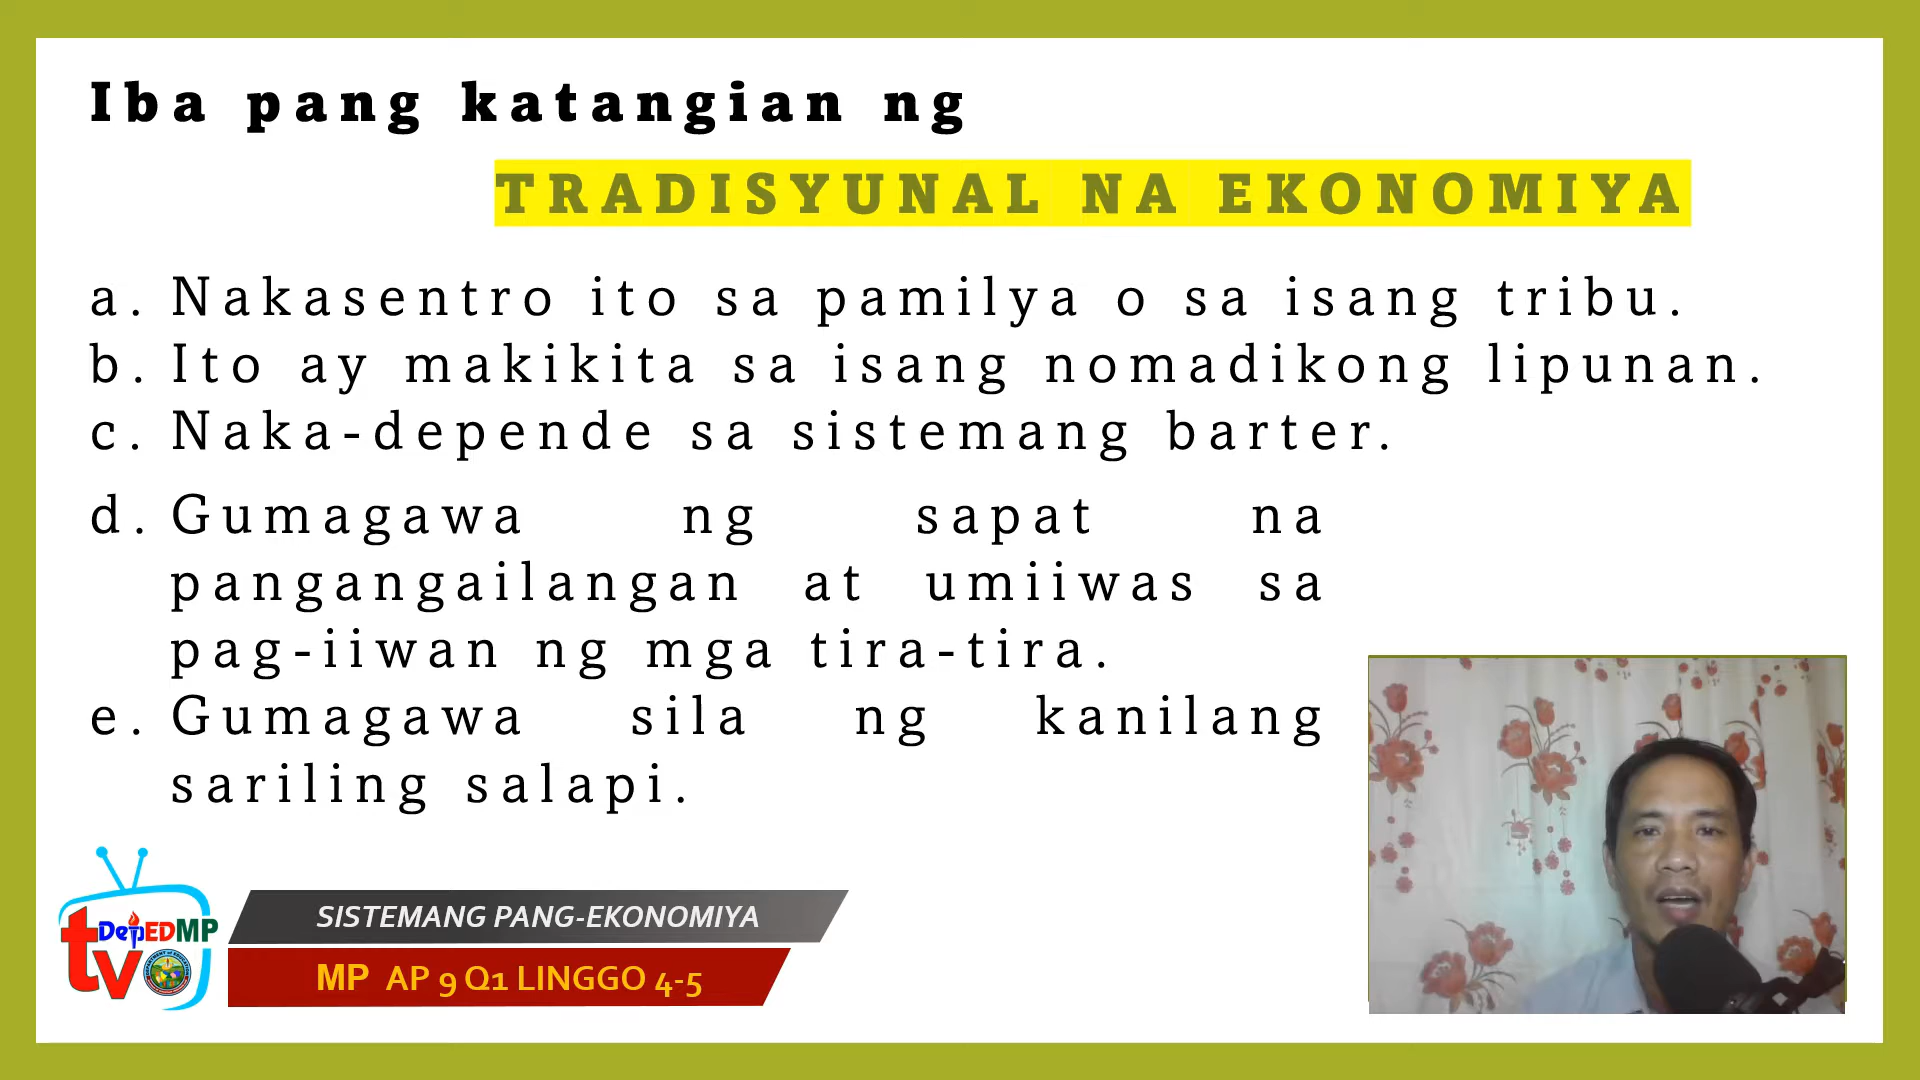 Iba pang katangian ng
TRADISYUNAL NA EKONOMIYA
a. Nakasentro ito sa pamilya o sa isang tribu.
b. Ito ay makikita sa isang nomadikong lipunan.
c. Naka-depende sa sistemang barter.
d. Gumagawa ng sapat na
pangangailangan at umiiwas sa
pag-iiwan ng mga tira-tira.
e. Gumagawa sila ng kanilang
sariling salapi.
DepEDMP
tv
SISTEMANG PANG-EKONOMIYA
MP AP 9 Q1 LINGGO 4-5